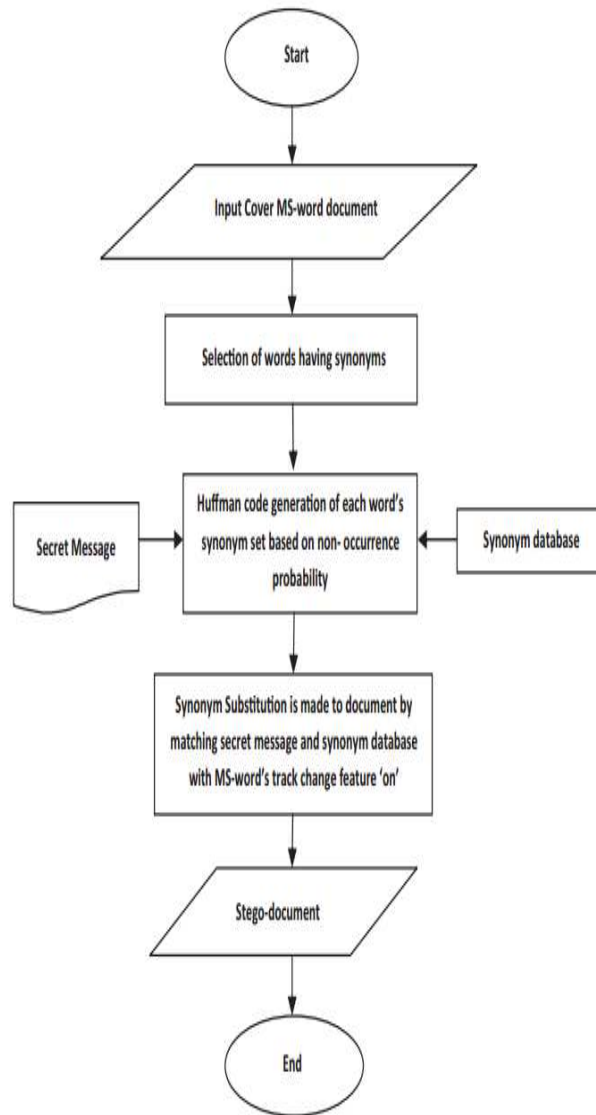 Start
Input Cover MS-word document
Selection of words having synonyms
Secret Message
Huffman code generation of each word's
synonym set based on non- occurrence
probability
Synonym database
Synonym Substitution is made to document by
matching secret message and synonym database
with MS-word's track change feature 'on'
Stego-document
End